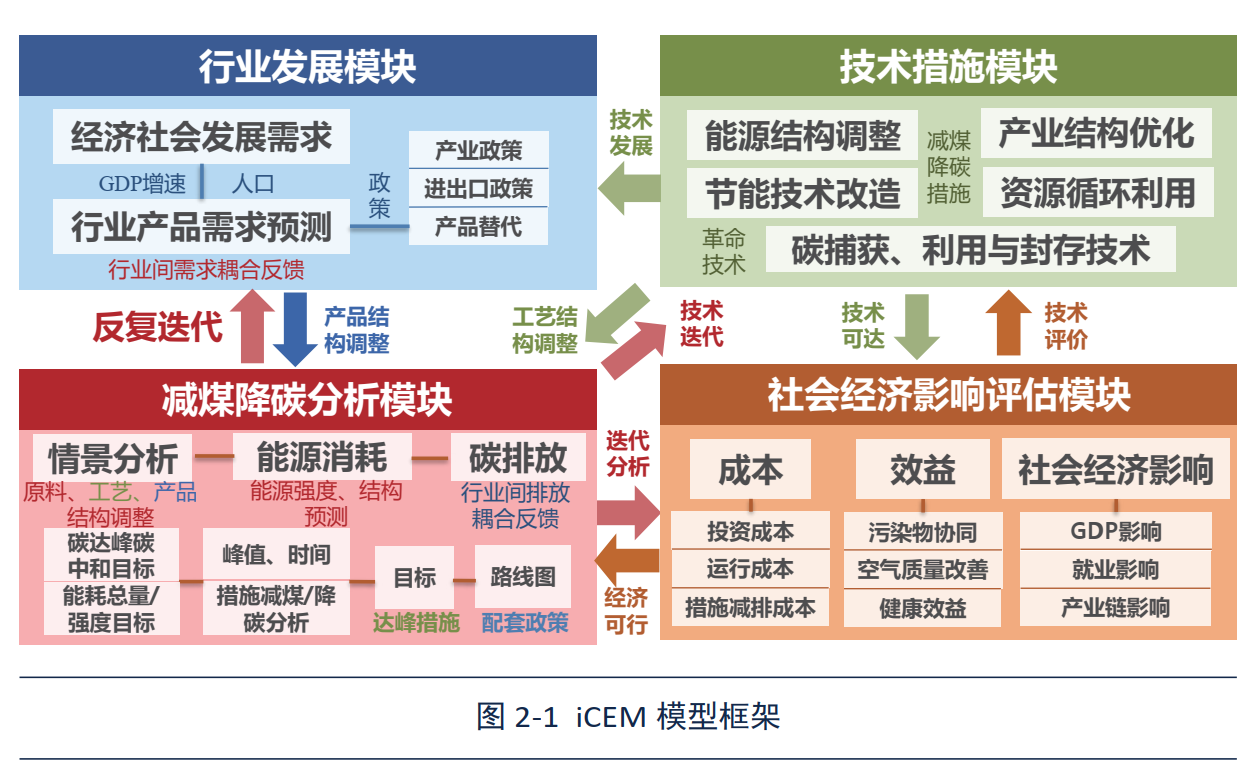 行业发展模块
经济社会发展需求
GDP增速
人口
行业产品需求预测
行业间需求耦合反馈
政
策
产业政策
进出口政策
产品替代
技术
发展
技术措施模块
能源结构调整
节能技术改造
减煤
降碳
措施
产业结构优化
资源循环利用
革命
技术
碳捕获、利用与封存技术
反复迭代
产品结
构调整
工艺结
构调整
技术
迭代
技术
可达
技术
评价
减煤降碳分析模块
情景分析
能源消耗
碳排放
原料、工艺、产品
结构调整
能源强度、结构
预测
行业间排放
耦合反馈
碳达峰碳
中和目标
能耗总量/
强度目标
峰值、时间
措施减煤/降
碳分析
目标
达峰措施
路线图
配套政策
迭代
分析
经济
可行
社会经济影响评估模块
成本
投资成本
运行成本
措施减排成本
效益
污染物协同
空气质量改善
健康效益
社会经济影响
GDP影响
就业影响
产业链影响
图 2-1 iCEM 模型框架